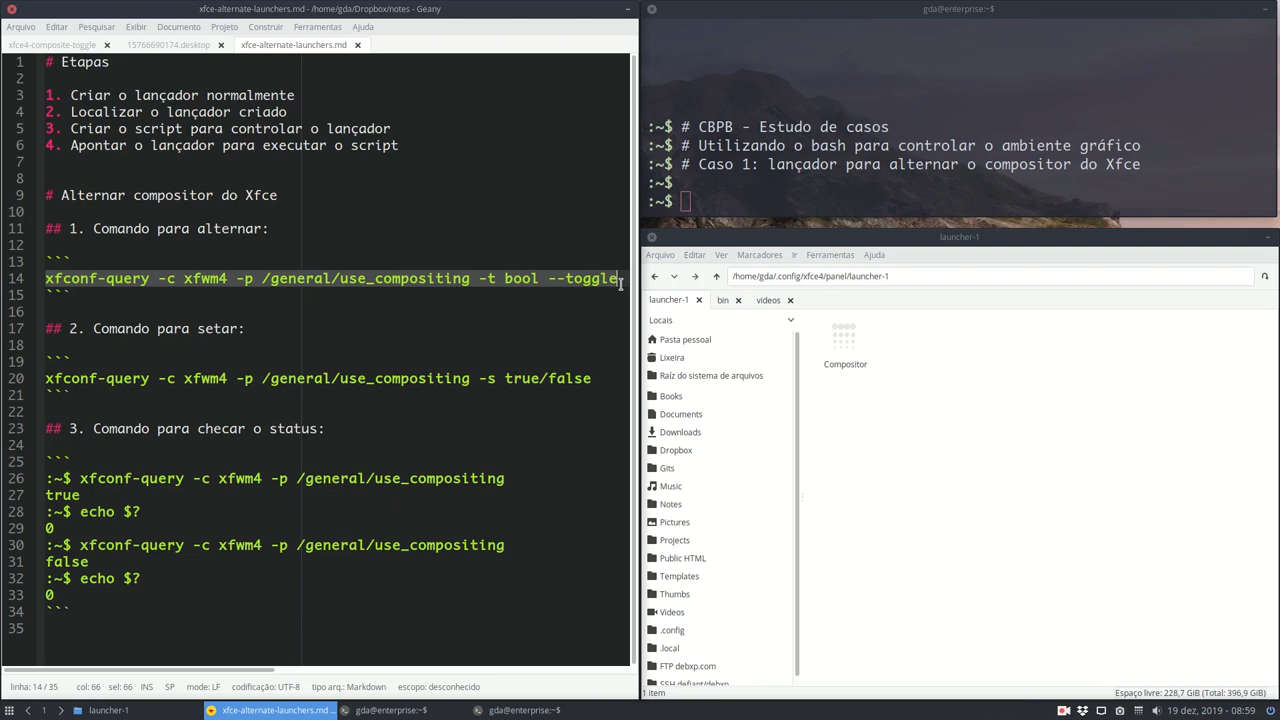 xfce-alternate-launchers.md - /home/gda/Dropbox/notes - Geany
Arquivo Editar Pesquisar Exibir Documento Projeto Construir Ferramentas Ajuda
xfce4-composite-toggle 15766690174.desktop xfce-alternate-launchers.md
1 # Etapas
2
3 1. Criar o lançador normalmente
4 2. Localizar o lançador criado
5 3. Criar o script para controlar o lançador
6 4. Apontar o lançador para executar o script
7
8
9 # Alternar compositor do Xfce
10
11 ## 1. Comando para alternar:
12
13 ```
14 xfconf-query -c xfwm4 -p /general/use_compositing -t bool --toggle
15 ```
16
17 ## 2. Comando para setar:
18
19 ```
20 xfconf-query -c xfwm4 -p /general/use_compositing -s true/false
21 ```
22
23 ## 3. Comando para checar o status:
24
25 ```
26 :~$ xfconf-query -c xfwm4 -p /general/use_compositing
27 true
28 :~$ echo $?
29 0
30 :~$ xfconf-query -c xfwm4 -p /general/use_compositing
31 false
32 :~$ echo $?
33 0
34 ```
35
linha: 14 / 35 col: 66 sel: 66 INS SP mode: LF codificação: UTF-8 tipo arq.: Markdown escopo: desconhecido
gda@enterprise:~$
:~$ # CBPB - Estudo de casos
:~$ # Utilizando o bash para controlar o ambiente gráfico
:~$ # Caso 1: lançador para alternar o compositor do Xfce
:~$
:~$
launcher-1
Arquivo Editar Ver Marcadores Ir Ferramentas Ajuda
/home/gda/.config/xfce4/panel/launcher-1
launcher-1 bin videos
Locais
Pasta pessoal
Lixeira
Raíz do sistema de arquivos
Books
Documents
Downloads
Dropbox
Gits
Music
Notes
Pictures
Projects
Public HTML
Templates
Thumbs
Videos
.config
.local
FTP debxp.com
SSH defiant/debxp
Compositor
1 item Espaço livre: 228,7 GiB (Total: 396,9 GiB)
1 launcher-1 xfce-alternate-launchers.md ... gda@enterprise:~$ gda@enterprise:~$ 19 dez, 2019 - 08:59